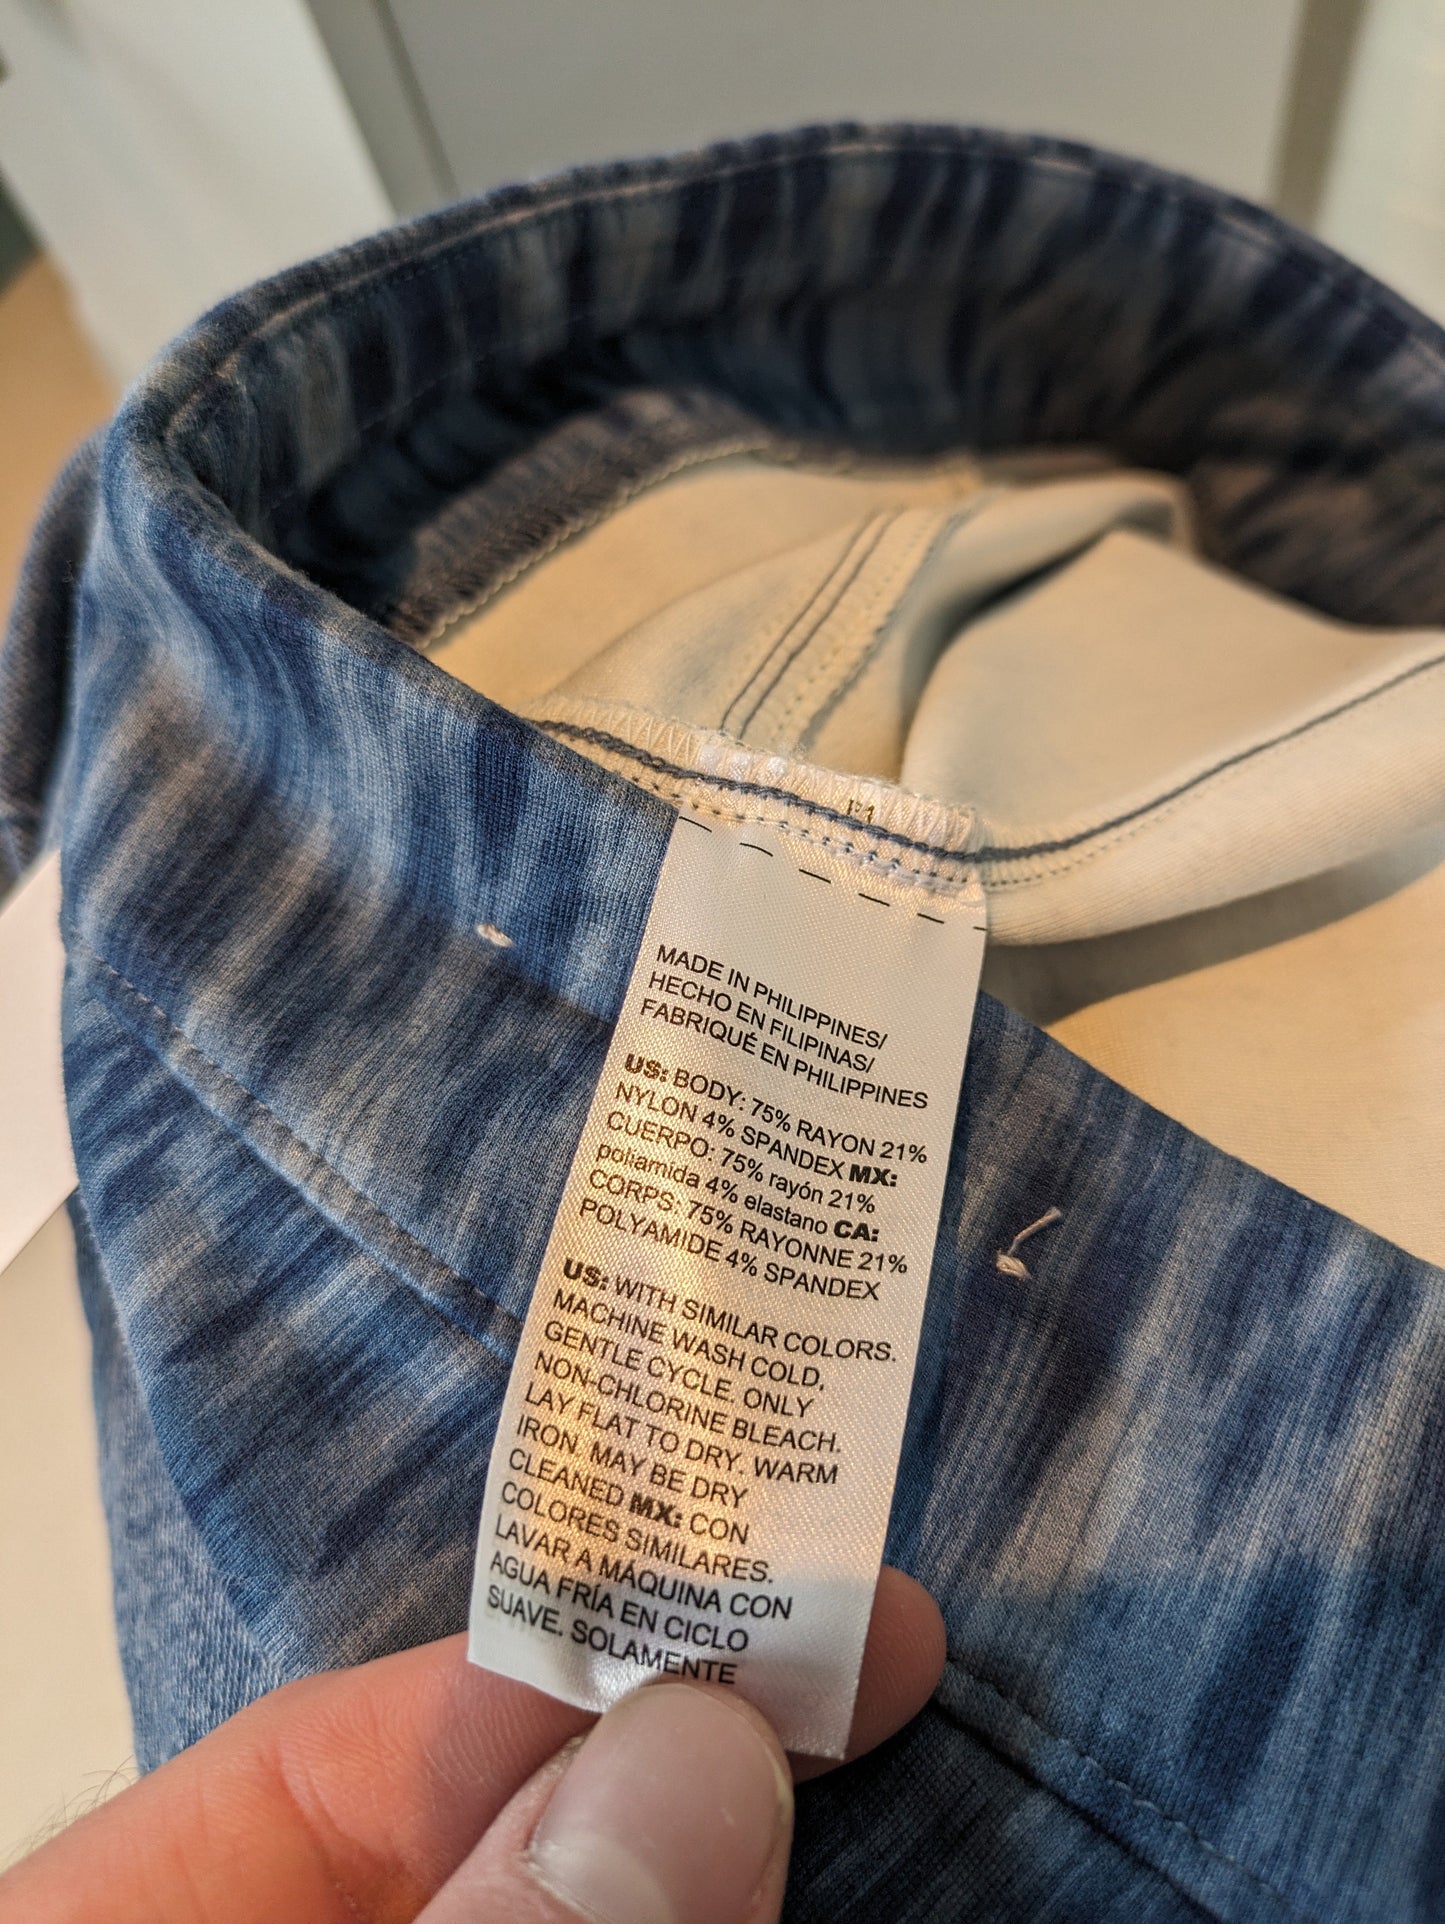 MADE IN PHILIPPINES/
HECHO EN FILIPINAS/
FABRIQUÉ EN PHILIPPINES
US: BODY: 75% RAYON 21%
NYLON 4% SPANDEX MX:
CUERPO: 75% rayón 21%
poliamida 4% elastano CA:
CORPS: 75% RAYONNE 21%
POLYAMIDE 4% SPANDEX
US: WITH SIMILAR COLORS.
MACHINE WASH COLD,
GENTLE CYCLE. ONLY
NON-CHLORINE BLEACH.
LAY FLAT TO DRY. WARM
IRON. MAY BE DRY
CLEANED MX: CON
COLORES SIMILARES.
LAVAR A MÁQUINA CON
AGUA FRÍA EN CICLO
SUAVE. SOLAMENTE